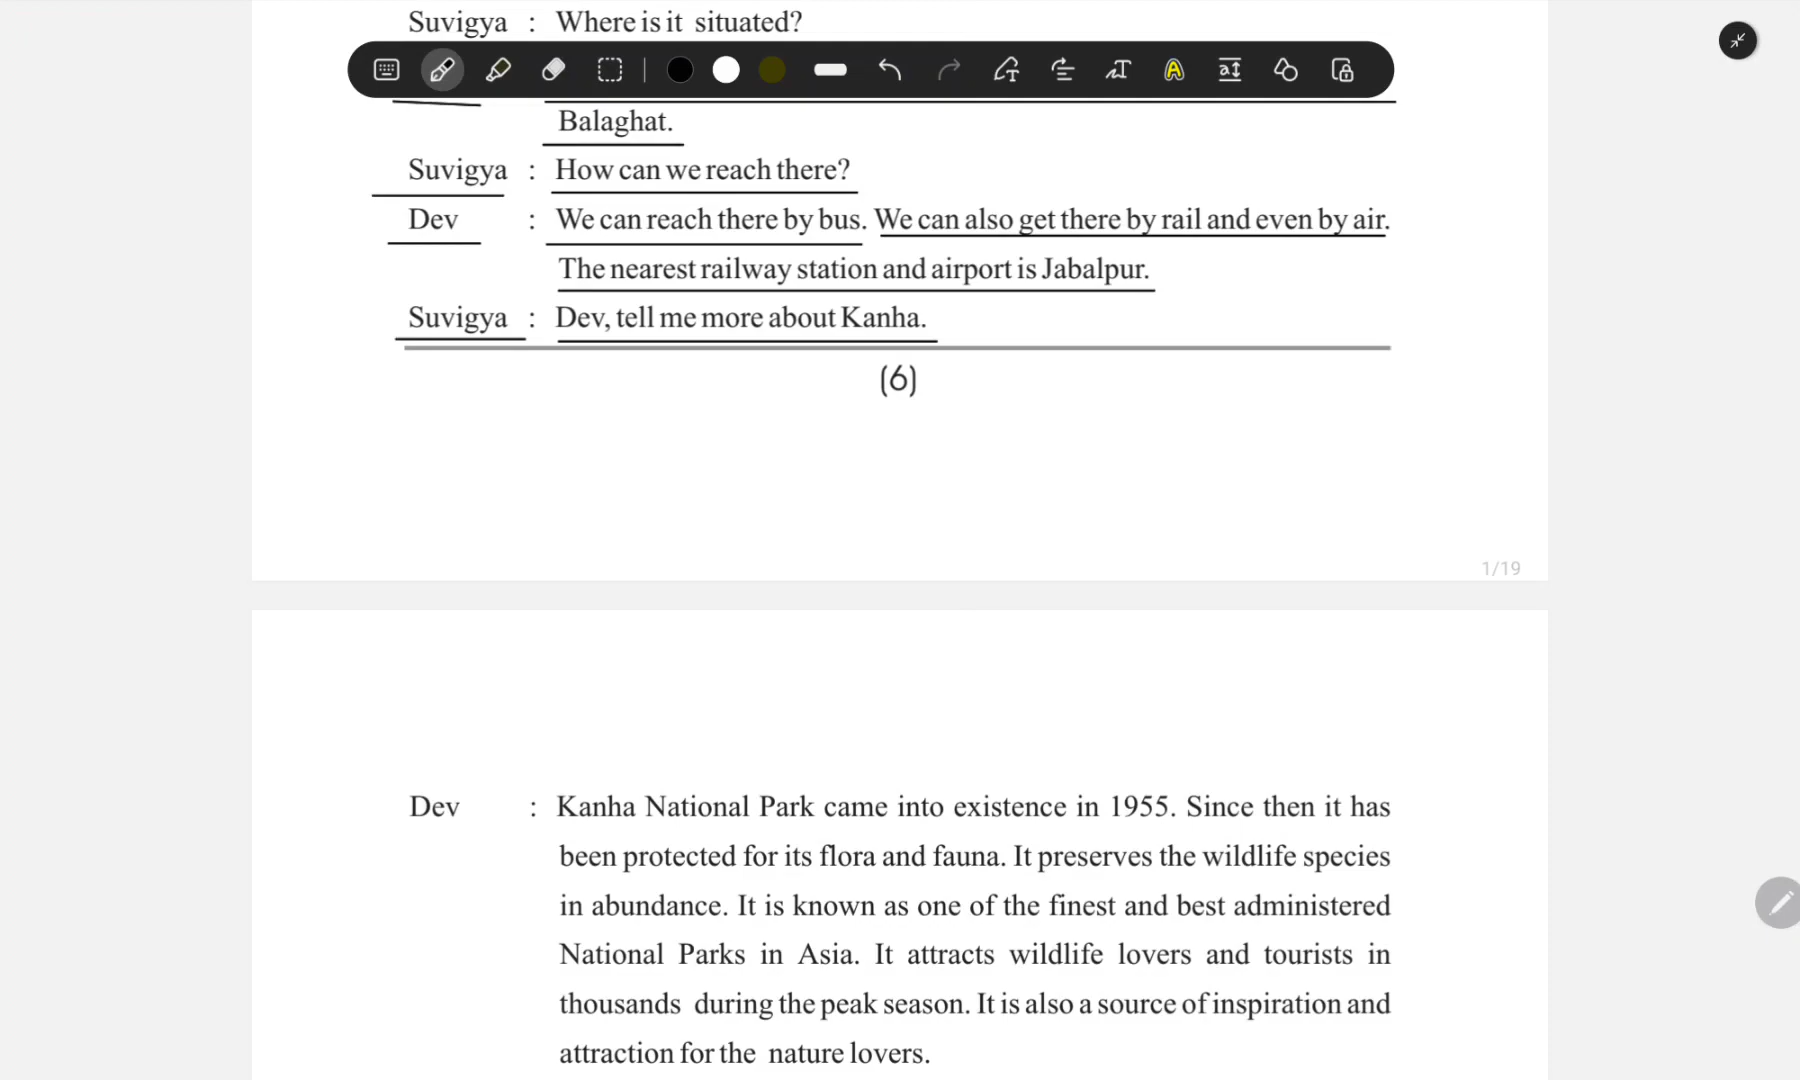 Suvigya : Where is it situated?
Balaghat.
Suvigya : How can we reach there?
Dev : We can reach there by bus. We can also get there by rail and even by air.
The nearest railway station and airport is Jabalpur.
Suvigya : Dev, tell me more about Kanha.
(6)
1/19
Dev : Kanha National Park came into existence in 1955. Since then it has
been protected for its flora and fauna. It preserves the wildlife species
in abundance. It is known as one of the finest and best administered
National Parks in Asia. It attracts wildlife lovers and tourists in
thousands during the peak season. It is also a source of inspiration and
attraction for the nature lovers.